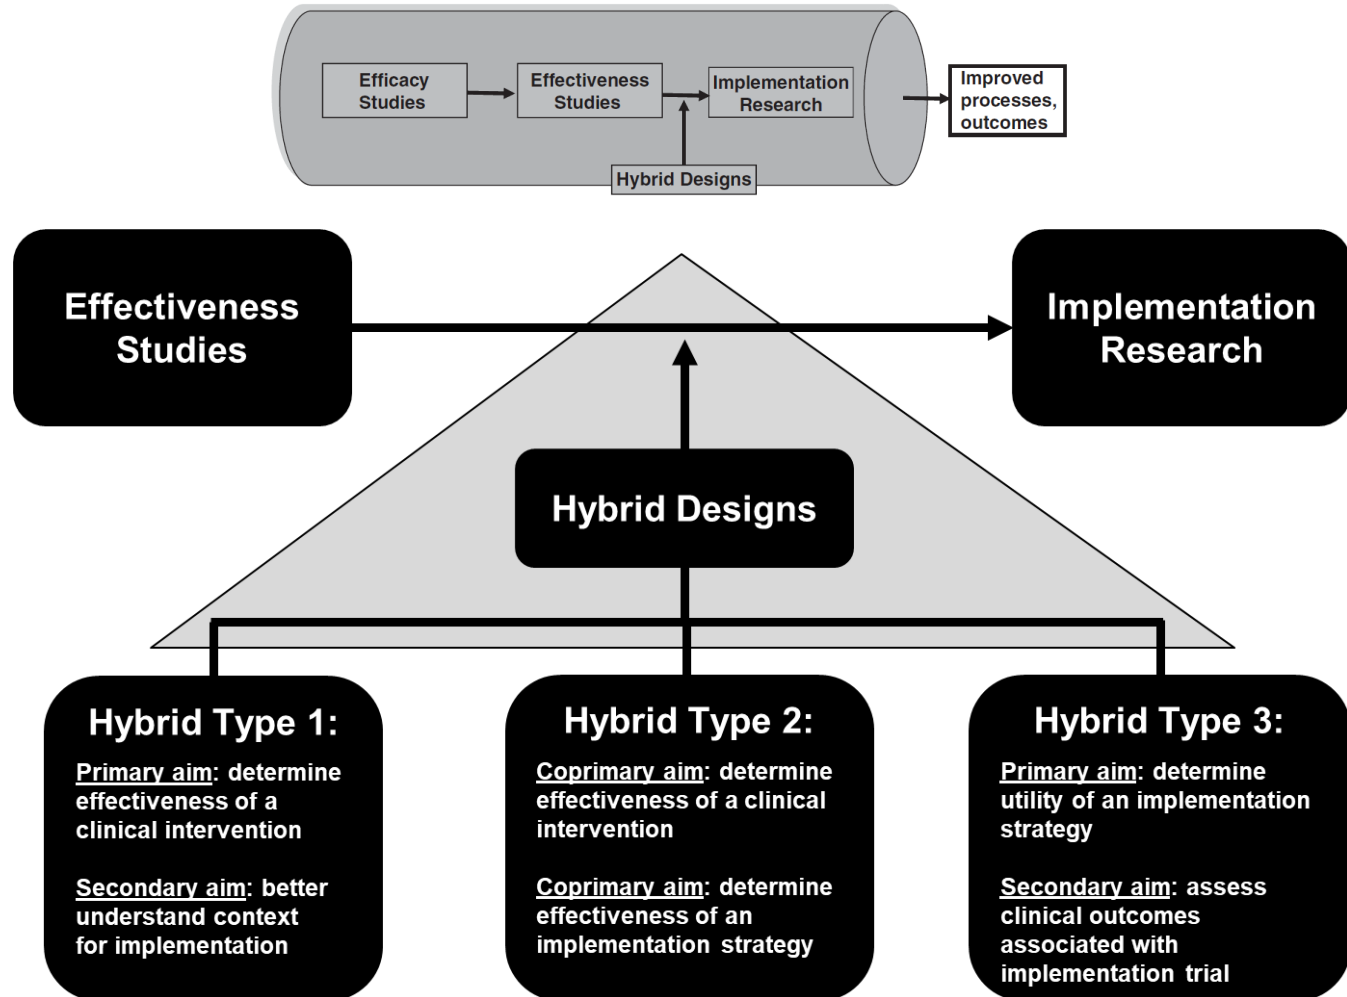 Efficacy
Studies
Effectiveness
Studies
Implementation
Research
Improved
processes,
outcomes
Hybrid Designs
Effectiveness
Studies
Implementation
Research
Hybrid Designs
Hybrid Type 1:
Primary aim: determine
effectiveness of a
clinical intervention
Secondary aim: better
understand context
for implementation
Hybrid Type 2:
Coprimary aim: determine
effectiveness of a clinical
intervention
Coprimary aim: determine
effectiveness of an
implementation strategy
Hybrid Type 3:
Primary aim: determine
utility of an implementation
strategy
Secondary aim: assess
clinical outcomes
associated with
implementation trial